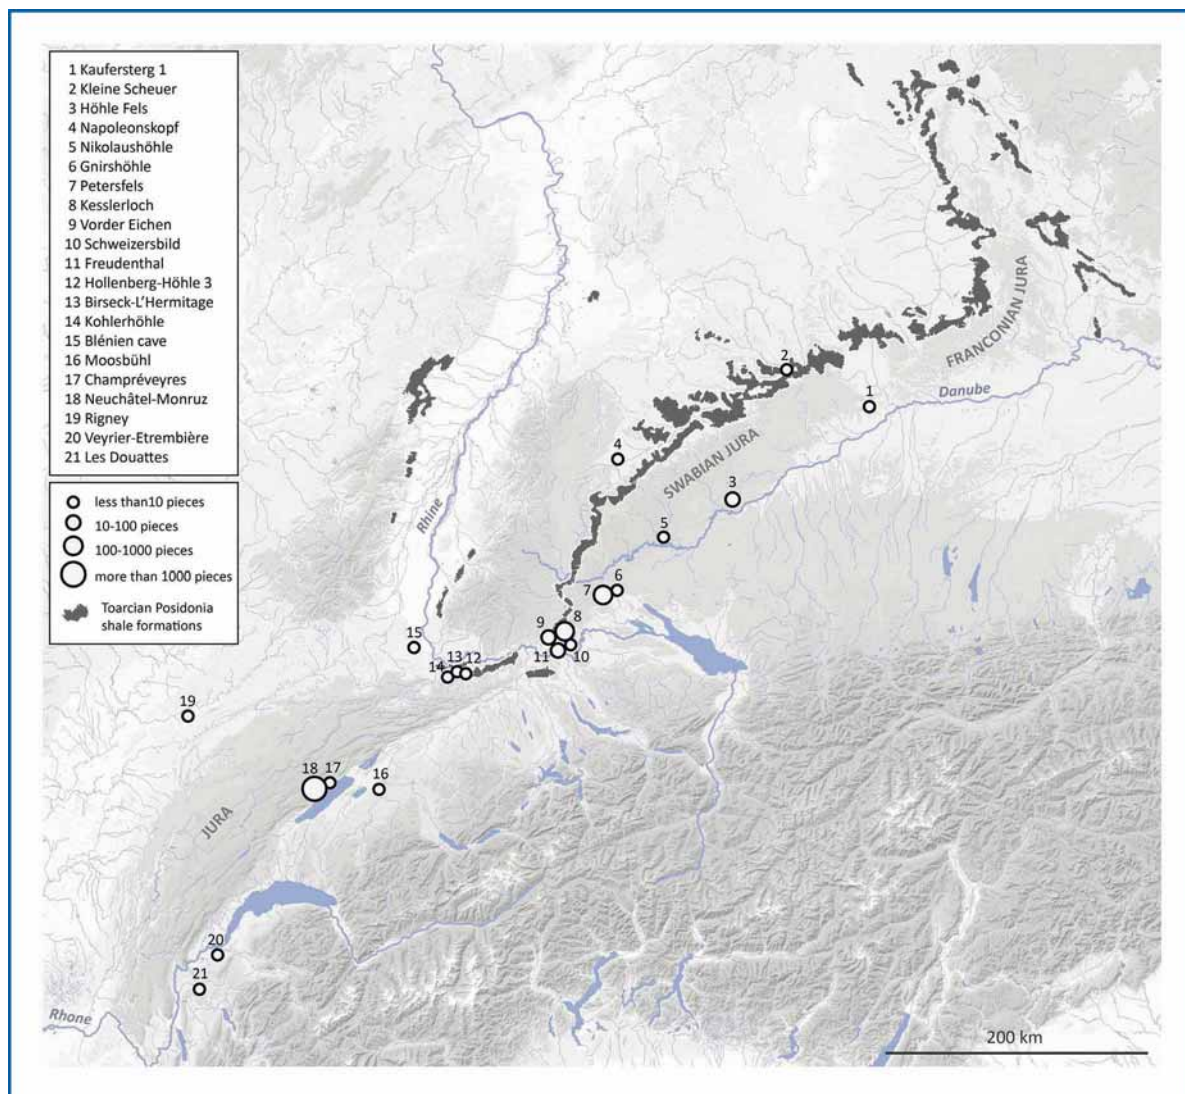 1 Kaufersterg 1
2 Kleine Scheuer
3 Höhle Fels
4 Napoleonskopf
5 Nikolaushöhle
6 Gnirshöhle
7 Petersfels
8 Kesslerloch
9 Vorder Eichen
10 Schweizersbild
11 Freudenthal
12 Hollenberg-Höhle 3
13 Birseck-L'Hermitage
14 Kohlerhöhle
15 Blénien cave
16 Moosbühl
17 Champréveyres
18 Neuchâtel-Monruz
19 Rigney
20 Veyrier-Etrembière
21 Les Douattes
less than10 pieces
10-100 pieces
100-1000 pieces
more than 1000 pieces
Toarcian Posidonia
shale formations
FRANCONIAN JURA
2
1
Danube
4
SWABIAN JURA
3
Rhine
5
6
7
8
9
15
10
11
13
12
14
19
18
17
16
JURA
20
21
Rhone
200 km